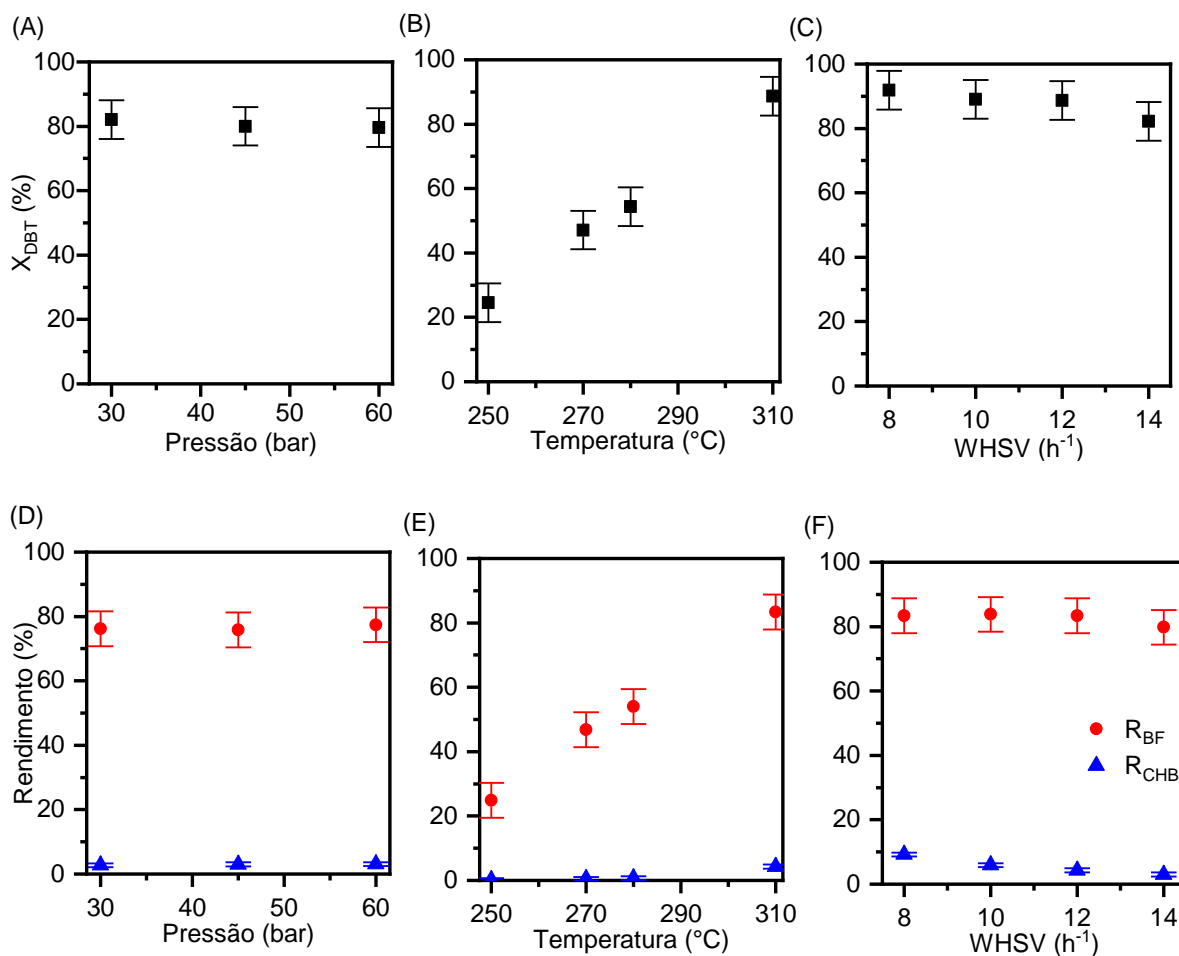 (A)
100
80
60
40
20
0
X_DBT (%)
30 40 50 60
Pressão (bar)
(B)
100
80
60
40
20
0
250 270 290 310
Temperatura (°C)
(C)
100
80
60
40
20
0
8 10 12 14
WHSV (h⁻¹)
(D)
100
80
60
40
20
0
Rendimento (%)
30 40 50 60
Pressão (bar)
(E)
100
80
60
40
20
0
250 270 290 310
Temperatura (°C)
(F)
100
80
60
40
20
0
R_BF
R_CHB
8 10 12 14
WHSV (h⁻¹)